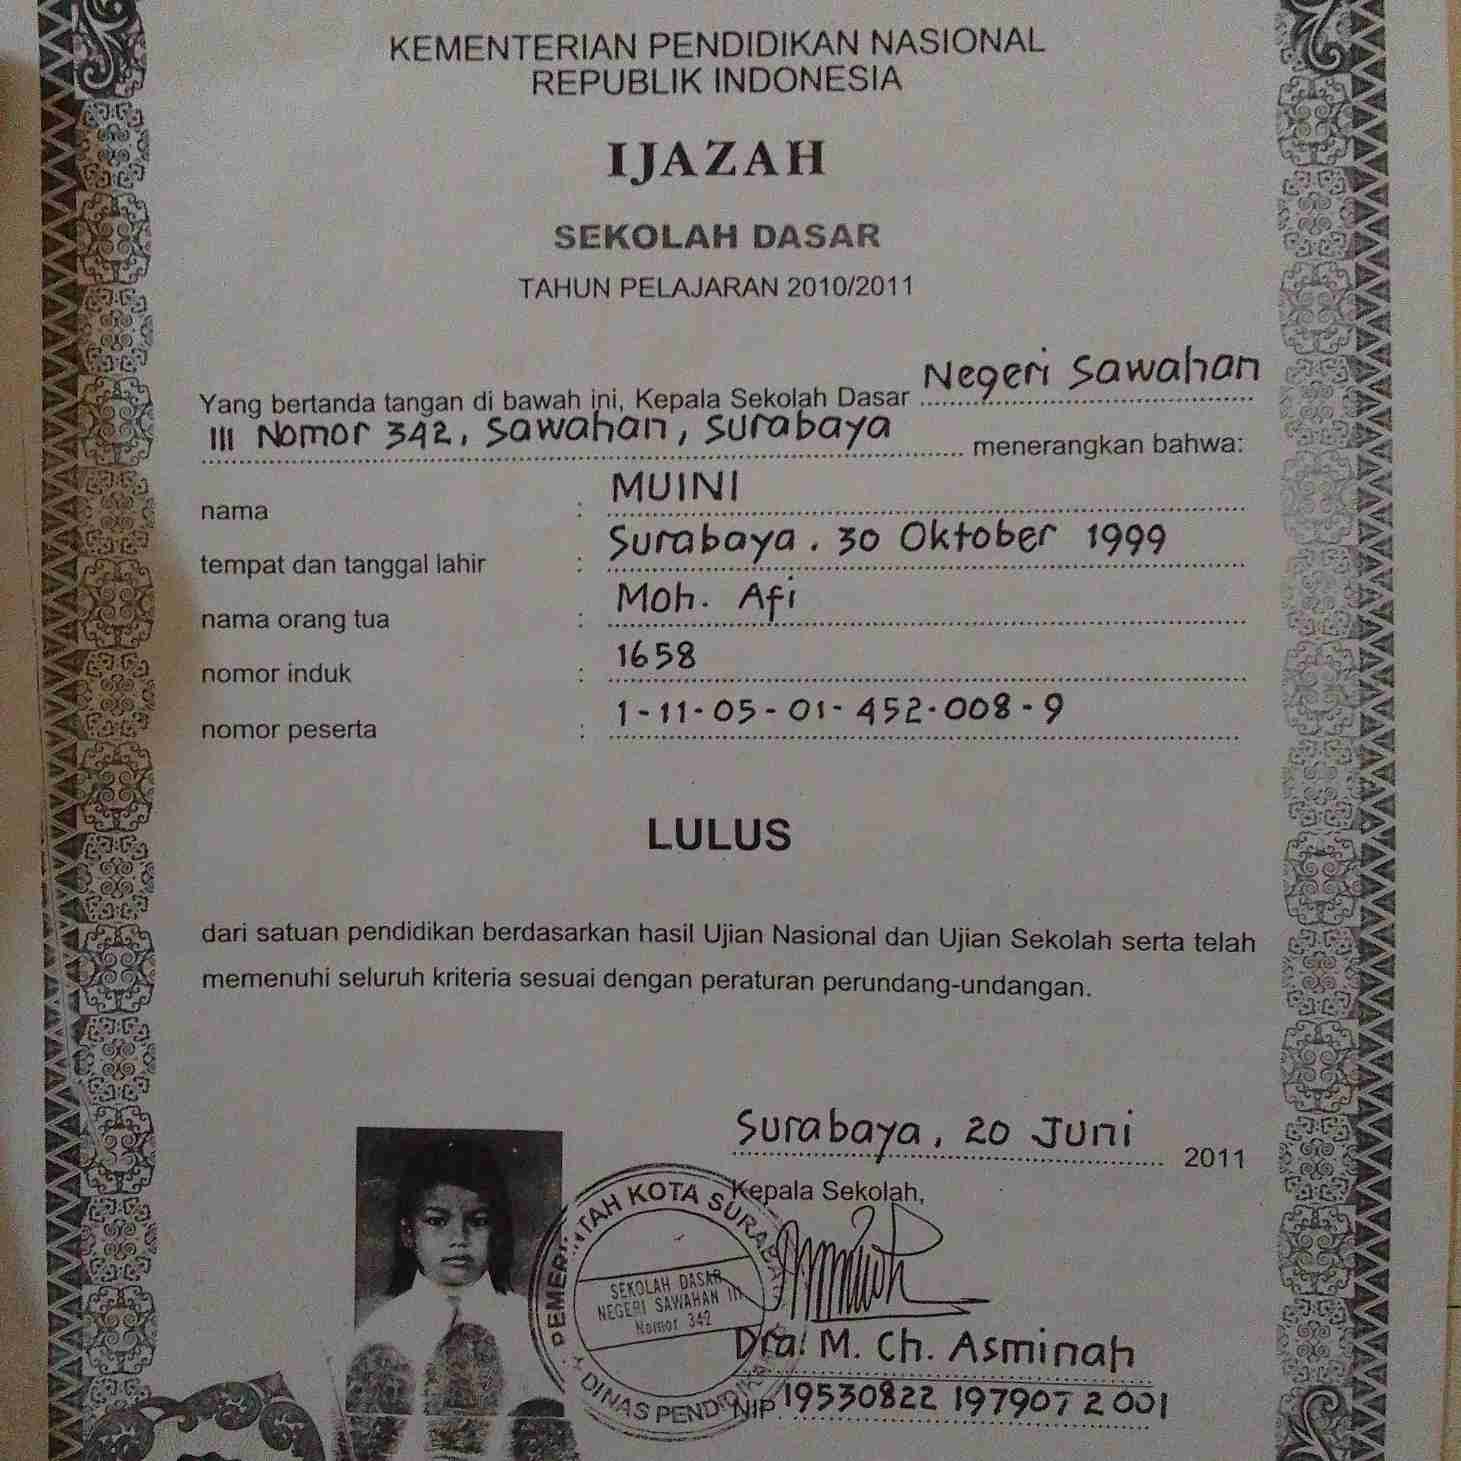 KEMENTERIAN PENDIDIKAN NASIONAL
REPUBLIK INDONESIA
IJAZAH
SEKOLAH DASAR
TAHUN PELAJARAN 2010/2011
Yang bertanda tangan di bawah ini, Kepala Sekolah Dasar Negeri Sawahan
III Nomor 342, Sawahan, Surabaya menerangkan bahwa:
nama : MUINI
tempat dan tanggal lahir : Surabaya. 30 Oktober 1999
nama orang tua : Moh. Afi
nomor induk : 1658
nomor peserta : 1-11-05-01-452-008-9
LULUS
dari satuan pendidikan berdasarkan hasil Ujian Nasional dan Ujian Sekolah serta telah
memenuhi seluruh kriteria sesuai dengan peraturan perundang-undangan.
Surabaya, 20 Juni 2011
Kepala Sekolah,
PEMERINTAH KOTA SURABAYA
SEKOLAH DASAR
NEGERI SAWAHAN III
Nomor 342
DINAS PENDIDIKAN
Dra. M. Ch. Asminah
NIP. 19530822 197907 2 001